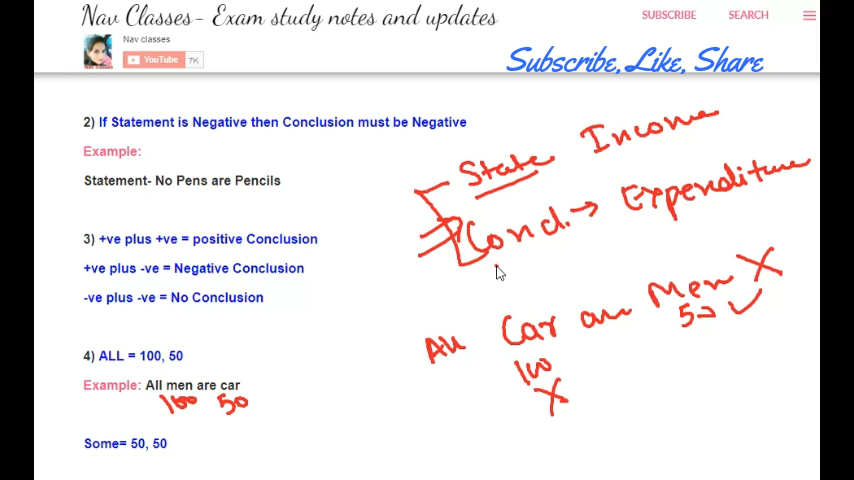 Nav Classes- Exam study notes and updates
SUBSCRIBE SEARCH
Nav classes
YouTube 7K
Subscribe, Like, Share
2) If Statement is Negative then Conclusion must be Negative
Example:
Statement- No Pens are Pencils
State Income
Cond. → Expenditure
3) +ve plus +ve = positive Conclusion
+ve plus -ve = Negative Conclusion
-ve plus -ve = No Conclusion
All Car are Men X
50
100
X
4) ALL = 100, 50
Example: All men are car
100 50
Some= 50, 50